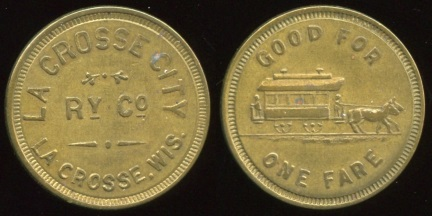 LA CROSSE CITY
RY Co
LA CROSSE, WIS.
GOOD FOR
ONE FARE